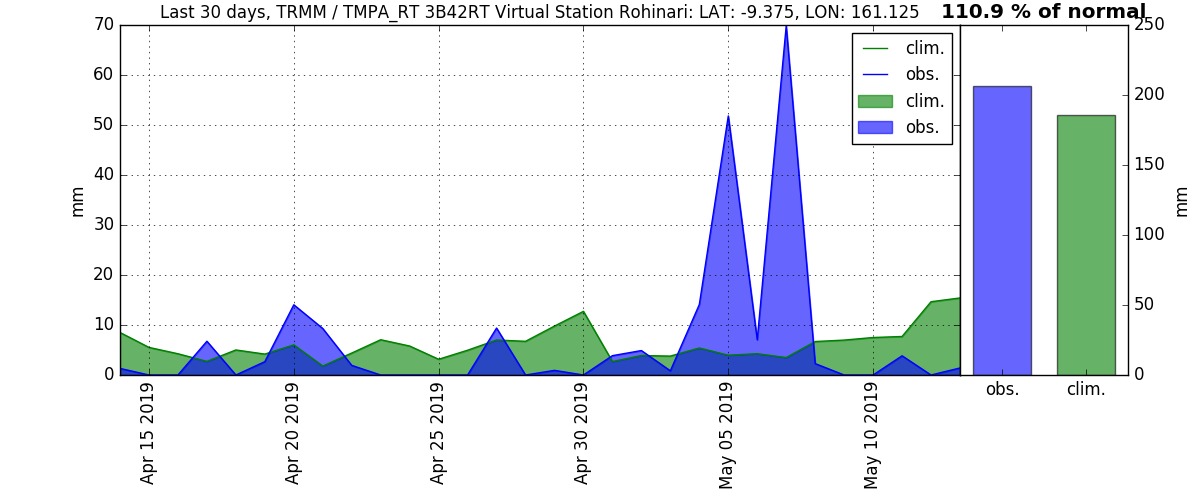 Last 30 days, TRMM / TMPA_RT 3B42RT Virtual Station Rohinari: LAT: -9.375, LON: 161.125
110.9 % of normal
70
60
50
40
30
20
10
0
mm
clim.
obs.
clim.
obs.
Apr 15 2019
Apr 20 2019
Apr 25 2019
Apr 30 2019
May 05 2019
May 10 2019
250
200
150
100
50
0
mm
obs.
clim.